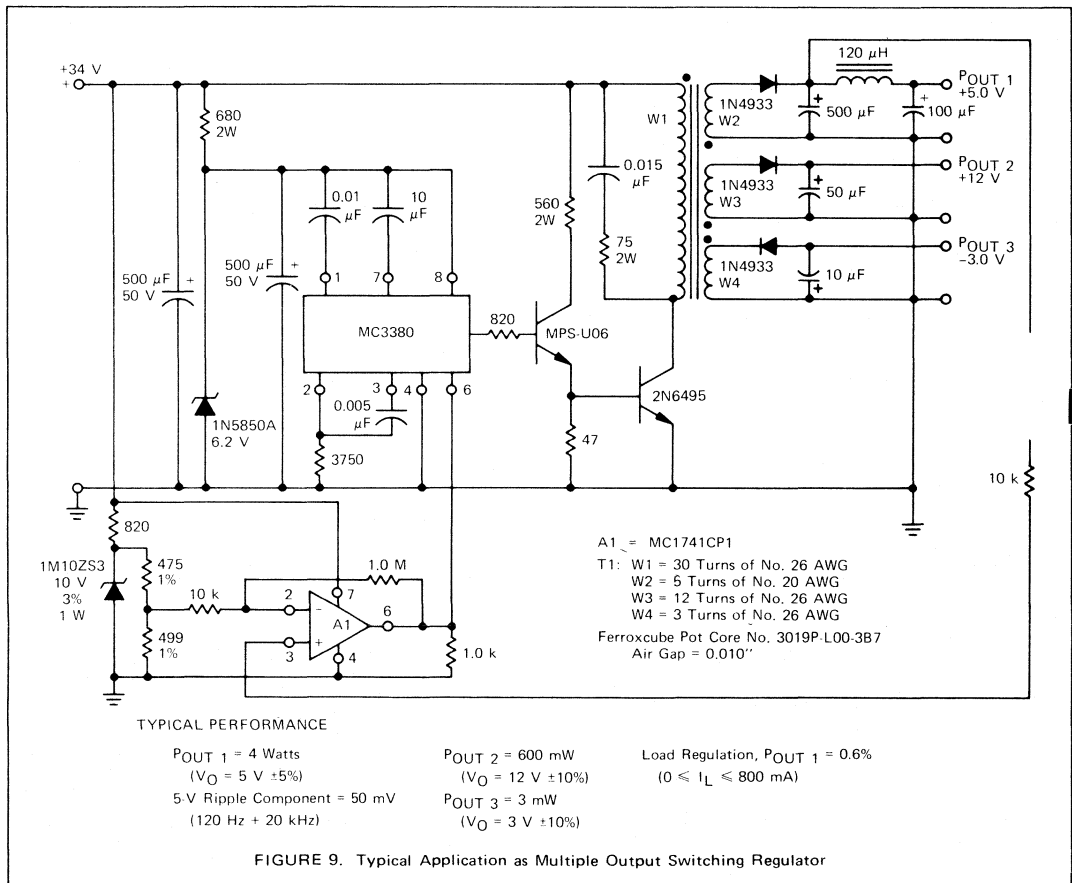 +34 V
+
680
2W
0.01
µF
10
µF
500 µF
50 V
+
500 µF
50 V
+
1
7
8
MC3380
2
3
4
6
0.005
µF
3750
1N5850A
6.2 V
820
MPS-U06
560
2W
0.015
µF
75
2W
47
2N6495
W1
1N4933
W2
1N4933
W3
1N4933
W4
120 µH
+
500 µF
+
100 µF
+
50 µF
10 µF
+
POUT 1
+5.0 V
POUT 2
+12 V
POUT 3
−3.0 V
10 k
820
1M10ZS3
10 V
3%
1 W
475
1%
499
1%
10 k
1.0 M
2
−
7
A1
6
3
+
4
1.0 k
A1 = MC1741CP1
T1: W1 = 30 Turns of No. 26 AWG
W2 = 5 Turns of No. 20 AWG
W3 = 12 Turns of No. 26 AWG
W4 = 3 Turns of No. 26 AWG
Ferroxcube Pot Core No. 3019P-L00-3B7
Air Gap = 0.010''
TYPICAL PERFORMANCE
POUT 1 = 4 Watts
(VO = 5 V ±5%)
5-V Ripple Component = 50 mV
(120 Hz + 20 kHz)
POUT 2 = 600 mW
(VO = 12 V ±10%)
POUT 3 = 3 mW
(VO = 3 V ±10%)
Load Regulation, POUT 1 = 0.6%
(0 ≤ IL ≤ 800 mA)
FIGURE 9. Typical Application as Multiple Output Switching Regulator